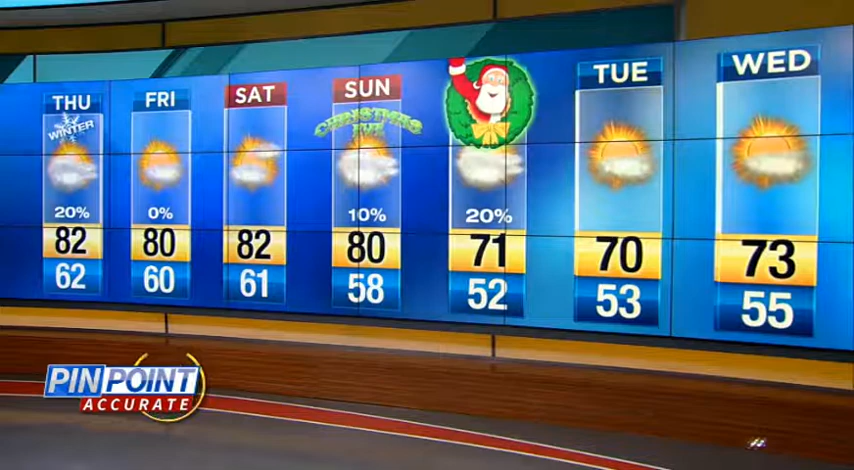 THU
FRI
SAT
SUN
TUE
WED
WINTER
CHRISTMAS
EVE
20%
0%
10%
20%
82
80
82
80
71
70
73
62
60
61
58
52
53
55
PINPOINT
ACCURATE